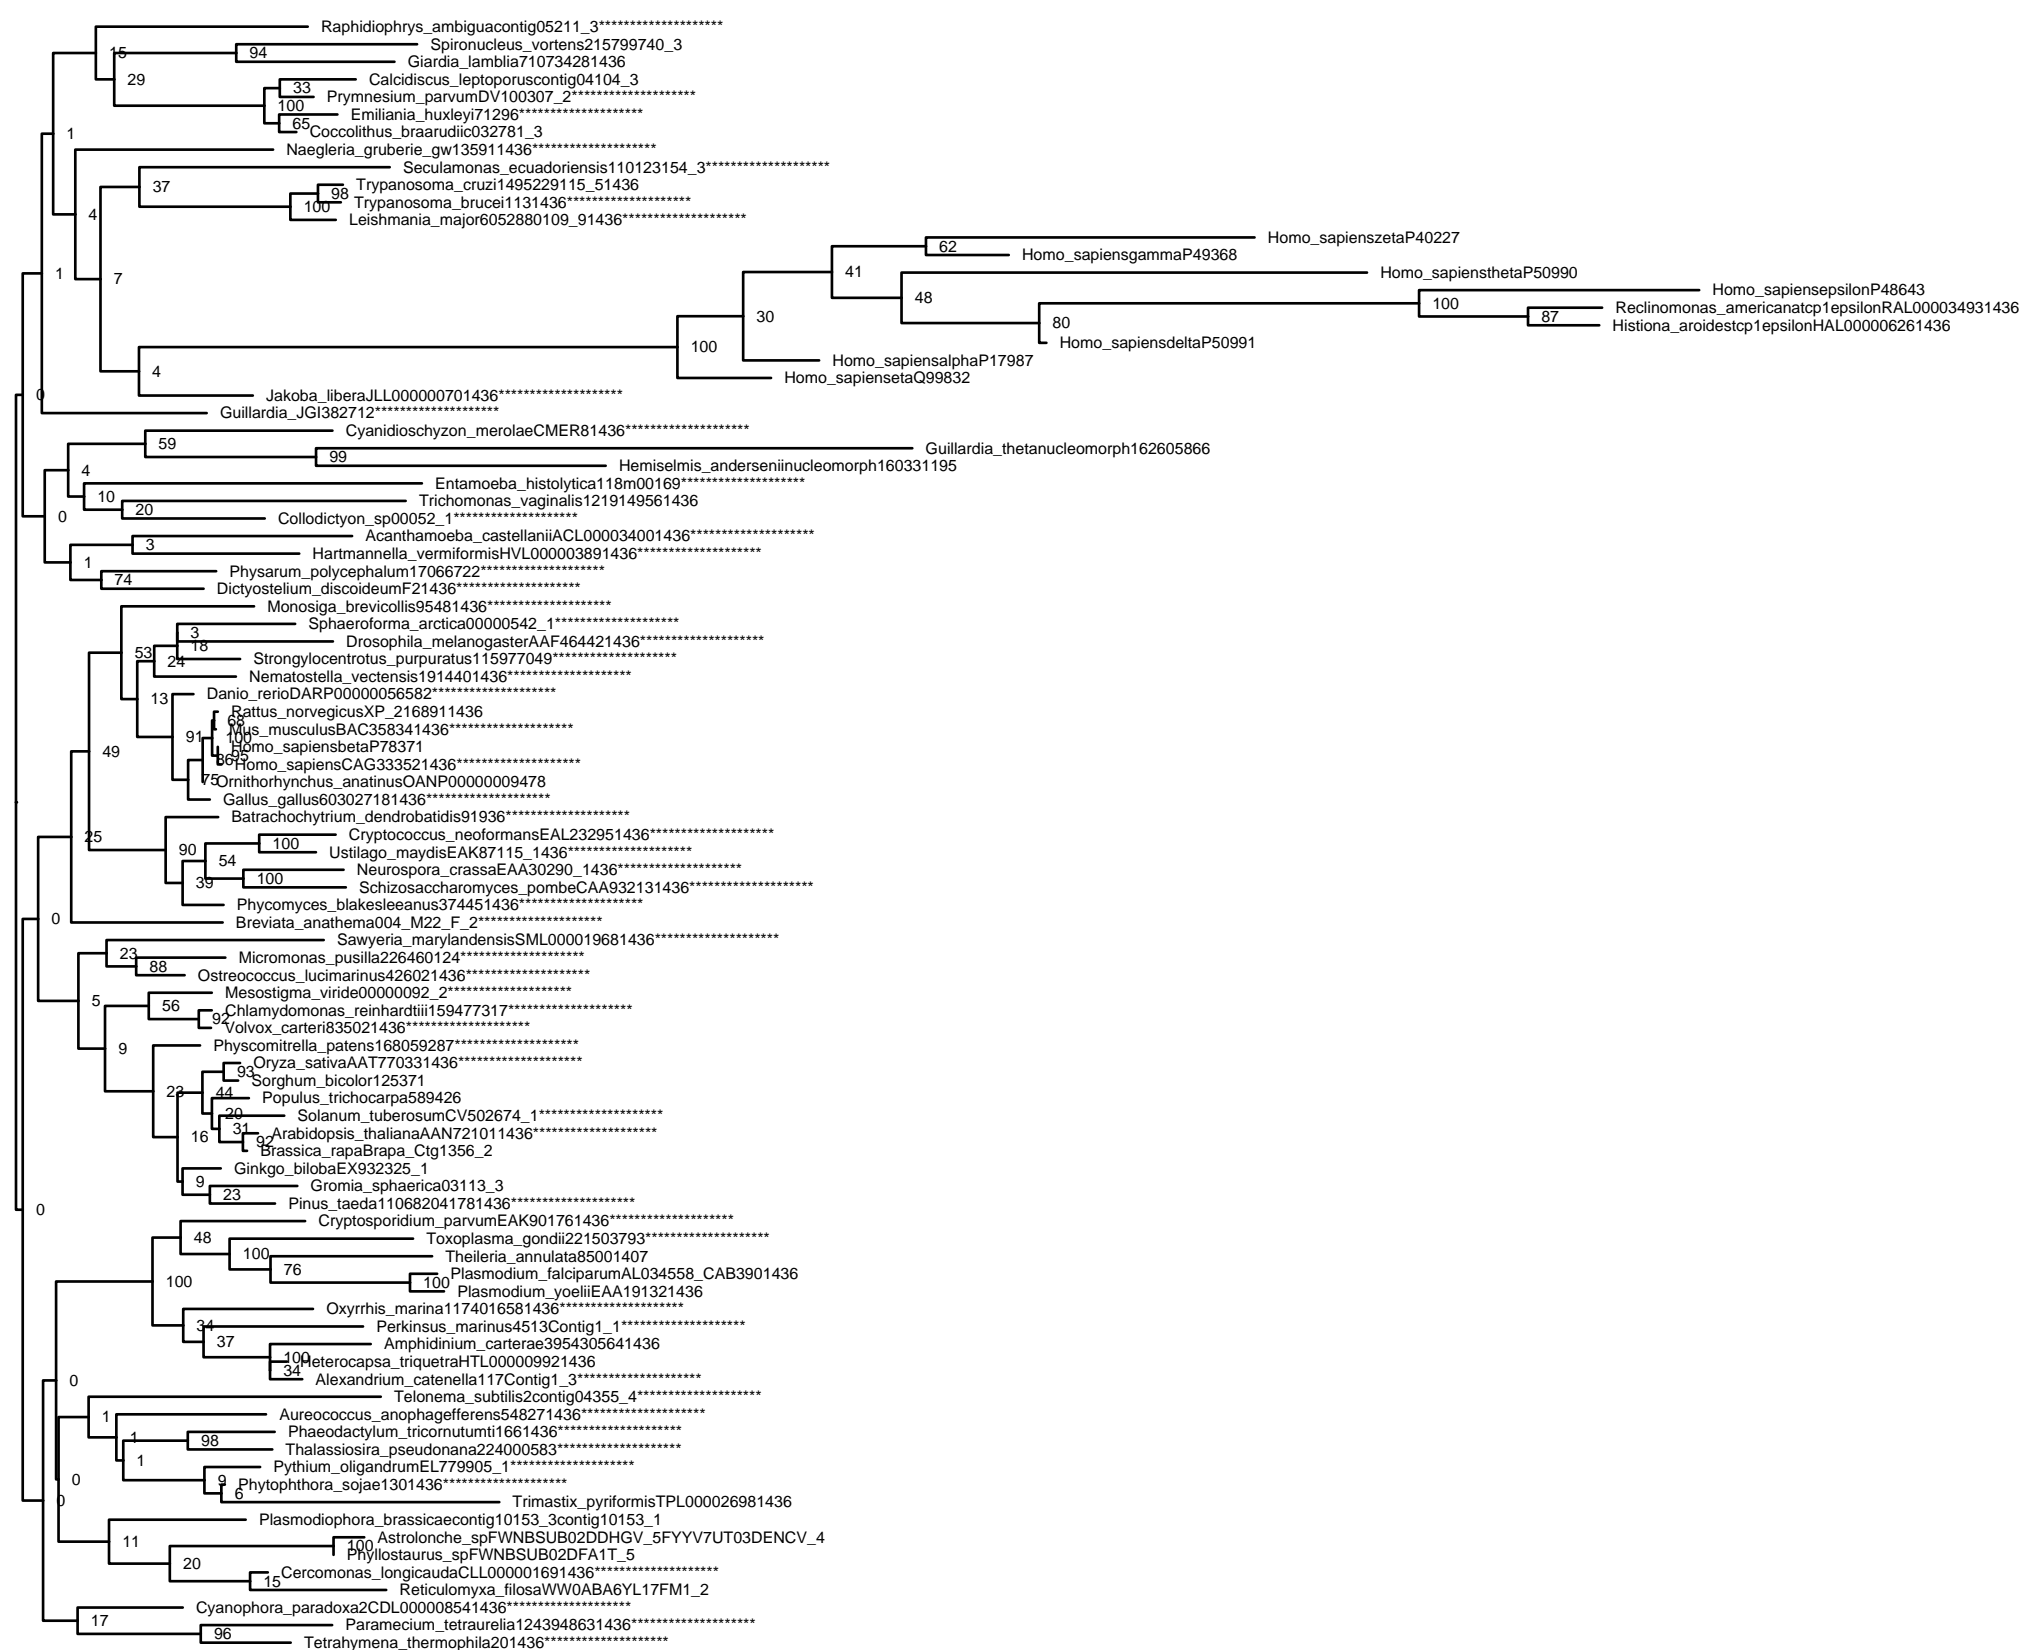 Raphidiophrys_ambiguacontig05211_3********************
15
Spironucleus_vortens215799740_3
94
Giardia_lamblia710734281436
29
Calcidiscus_leptoporuscontig04104_3
33
Prymnesium_parvumDV100307_2********************
100
Emiliania_huxleyi71296********************
65
Coccolithus_braarudiic032781_3
1
Naegleria_gruberie_gw135911436********************
Seculamonas_ecuadoriensis110123154_3********************
37
Trypanosoma_cruzi1495229115_51436
98
Trypanosoma_brucei1131436********************
100
4
Leishmania_major6052880109_91436********************
Homo_sapienszetaP40227
62
Homo_sapiensgammaP49368
41
1
Homo_sapiensthetaP50990
7
Homo_sapiensepsilonP48643
48
100
Reclinomonas_americanatcp1epsilonRAL000034931436
30
87
80
Histiona_aroidestcp1epsilonHAL000006261436
Homo_sapiensdeltaP50991
100
Homo_sapiensalphaP17987
4
Homo_sapiensetaQ99832
0
Jakoba_liberaJLL000000701436********************
Guillardia_JGI382712********************
Cyanidioschyzon_merolaeCMER81436********************
59
Guillardia_thetanucleomorph162605866
99
Hemiselmis_anderseniinucleomorph160331195
4
Entamoeba_histolytica118m00169********************
10
Trichomonas_vaginalis1219149561436
20
0
Collodictyon_sp00052_1********************
Acanthamoeba_castellaniiACL000034001436********************
3
Hartmannella_vermiformisHVL000003891436********************
1
Physarum_polycephalum17066722********************
74
Dictyostelium_discoideumF21436********************
Monosiga_brevicollis95481436********************
Sphaeroforma_arctica00000542_1********************
3
Drosophila_melanogasterAAF464421436********************
18
53
24
Strongylocentrotus_purpuratus115977049********************
Nematostella_vectensis1914401436********************
13
Danio_rerioDARP00000056582********************
Rattus_norvegicusXP_2168911436
68
Mus_musculusBAC358341436********************
91
100
Homo_sapiensbetaP78371
49
95
86
Homo_sapiensCAG333521436********************
75
Ornithorhynchus_anatinusOANP00000009478
Gallus_gallus603027181436********************
Batrachochytrium_dendrobatidis91936********************
25
Cryptococcus_neoformansEAL232951436********************
100
90
Ustilago_maydisEAK87115_1436********************
54
Neurospora_crassaEAA30290_1436********************
39
100
Schizosaccharomyces_pombeCAA932131436********************
Phycomyces_blakesleeanus374451436********************
0
Breviata_anathema004_M22_F_2********************
Sawyeria_marylandensisSML000019681436********************
23
Micromonas_pusilla226460124********************
88
Ostreococcus_lucimarinus426021436********************
5
Mesostigma_viride00000092_2********************
56
Chlamydomonas_reinhardtiii159477317********************
92
Volvox_carteri835021436********************
9
Physcomitrella_patens168059287********************
Oryza_sativaAAT770331436********************
93
Sorghum_bicolor125371
23
44
Populus_trichocarpa589426
20
Solanum_tuberosumCV502674_1********************
31
16
Arabidopsis_thalianaAAN721011436********************
92
Brassica_rapaBrapa_Ctg1356_2
Ginkgo_bilobaEX932325_1
9
Gromia_sphaerica03113_3
23
0
Pinus_taeda110682041781436********************
Cryptosporidium_parvumEAK901761436********************
48
Toxoplasma_gondii221503793********************
100
Theileria_annulata85001407
76
Plasmodium_falciparumAL034558_CAB3901436
100
100
Plasmodium_yoeliiEAA191321436
Oxyrrhis_marina1174016581436********************
34
Perkinsus_marinus4513Contig1_1********************
37
Amphidinium_carterae3954305641436
100
Heterocapsa_triquetraHTL000009921436
34
0
Alexandrium_catenella117Contig1_3********************
Telonema_subtilis2contig04355_4********************
1
Aureococcus_anophagefferens548271436********************
1
Phaeodactylum_tricornutumti1661436********************
98
1
Thalassiosira_pseudonana224000583********************
0
Pythium_oligandrumEL779905_1********************
9
Phytophthora_sojae1301436********************
6
0
Trimastix_pyriformisTPL000026981436
Plasmodiophora_brassicaecontig10153_3contig10153_1
11
Astrolonche_spFWNBSUB02DDHGV_5FYYV7UT03DENCV_4
100
Phyllostaurus_spFWNBSUB02DFA1T_5
20
Cercomonas_longicaudaCLL000001691436********************
15
Reticulomyxa_filosaWW0ABA6YL17FM1_2
Cyanophora_paradoxa2CDL000008541436********************
17
Paramecium_tetraurelia1243948631436********************
96
Tetrahymena_thermophila201436********************